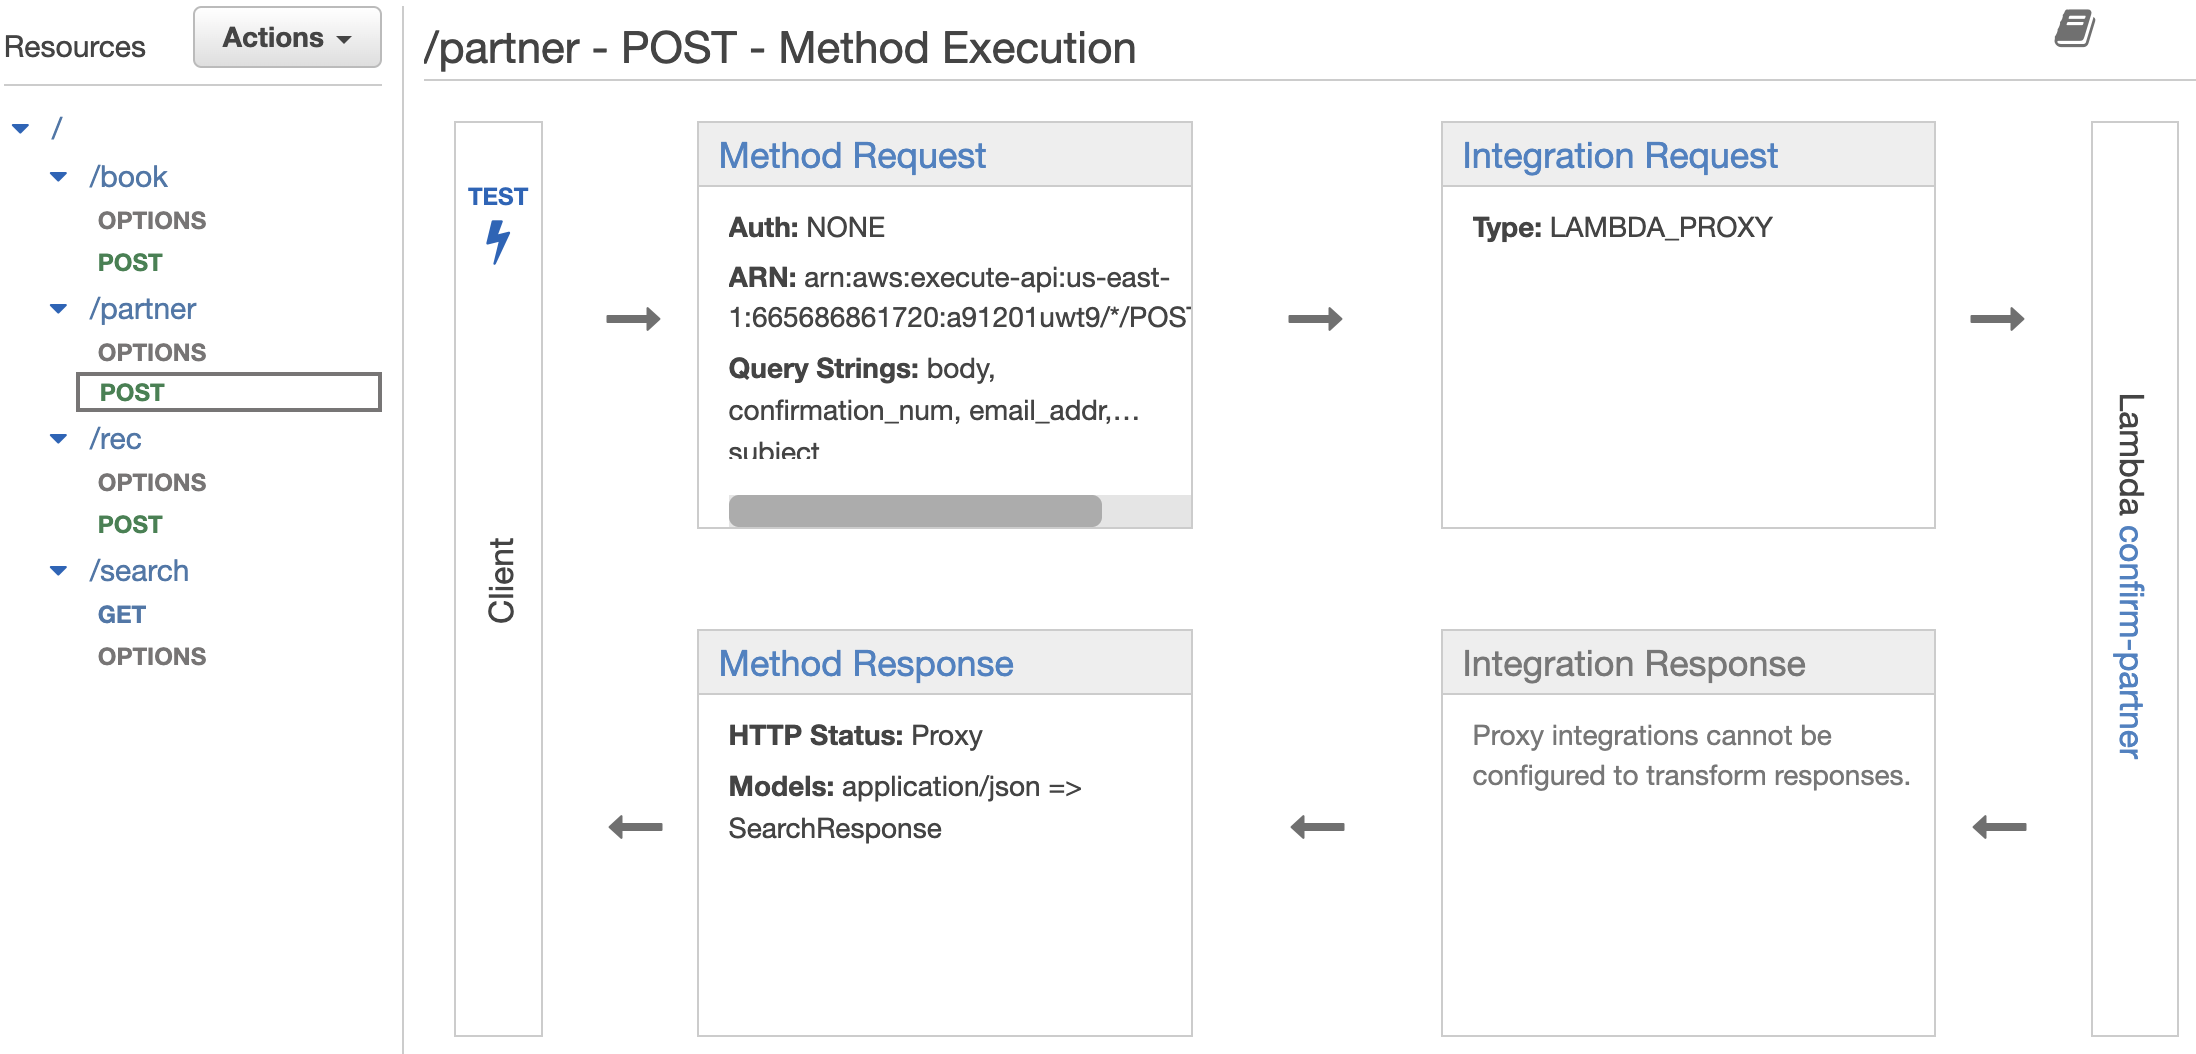 Resources
Actions
/
/book
OPTIONS
POST
/partner
OPTIONS
POST
/rec
OPTIONS
POST
/search
GET
OPTIONS
/partner - POST - Method Execution
TEST
Client
Method Request
Auth: NONE
ARN: arn:aws:execute-api:us-east-
1:665686861720:a91201uwt9/*/POST
Query Strings: body,
confirmation_num, email_addr,…
subject
Integration Request
Type: LAMBDA_PROXY
Lambda confirm-partner
Method Response
HTTP Status: Proxy
Models: application/json =>
SearchResponse
Integration Response
Proxy integrations cannot be
configured to transform responses.